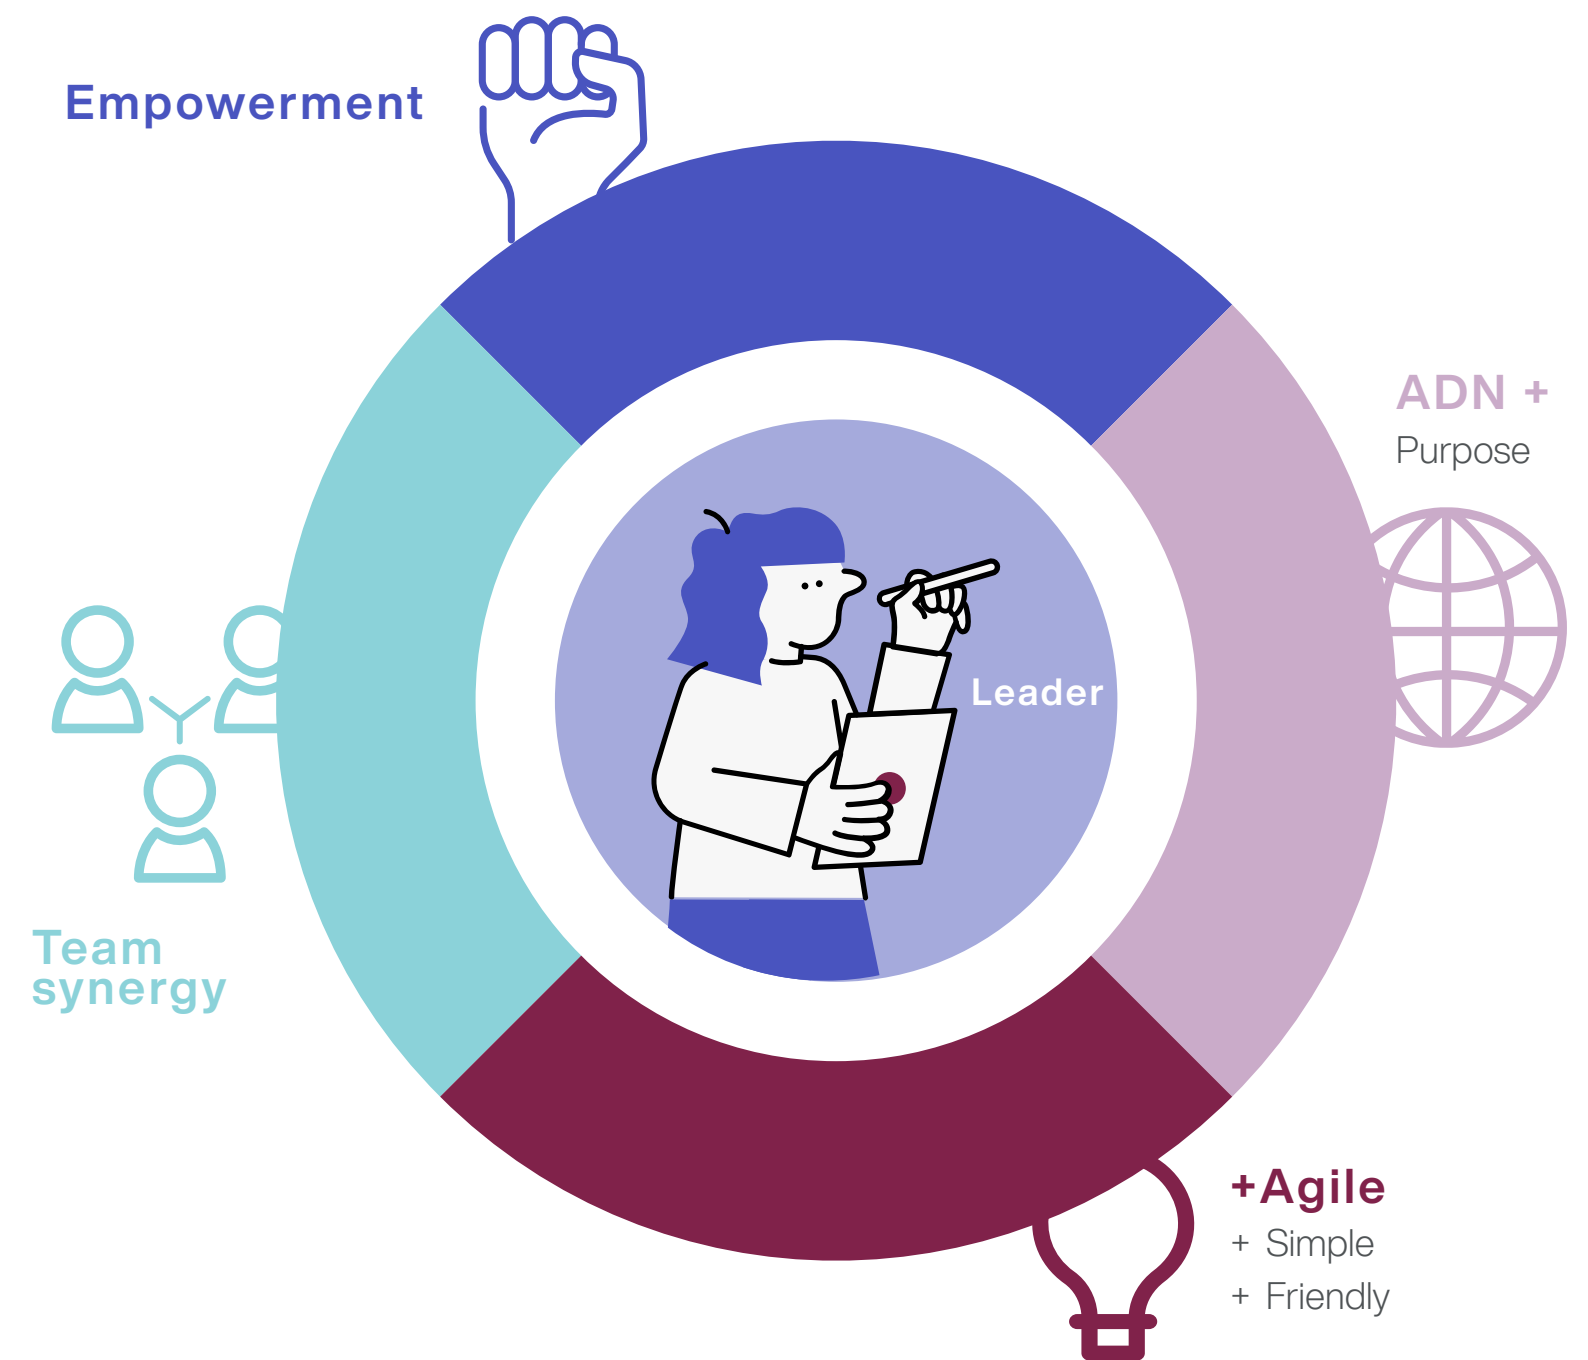 Empowerment
ADN +
Purpose
Leader
Team
synergy
+Agile
+ Simple
+ Friendly